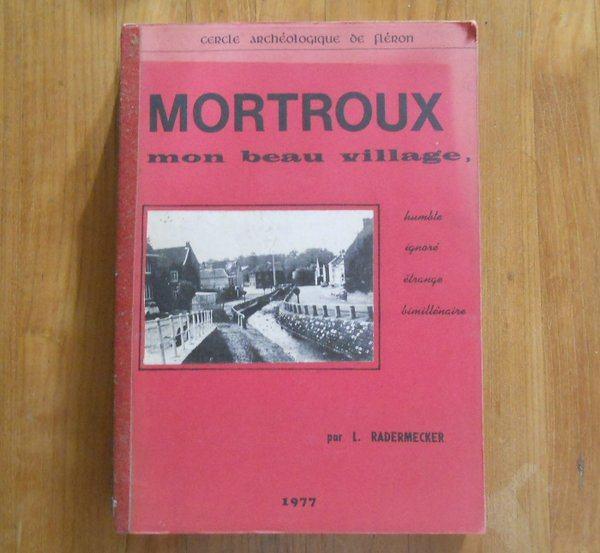 Cercle archéologique de fléron
MORTROUX
mon beau village,
humble
ignoré
étrange
bimillénaire
par L. RADERMECKER
1977